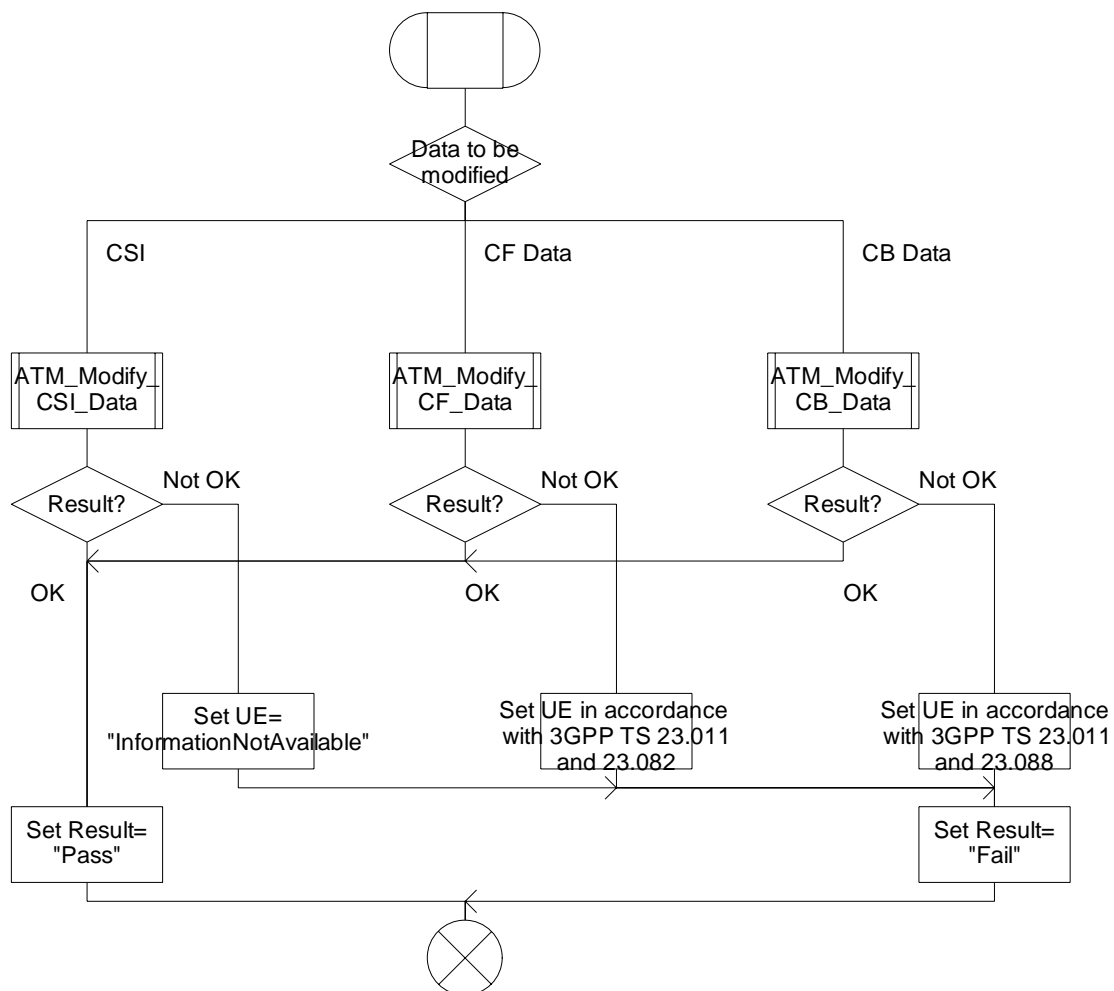 Data to be
modified
CSI
CF Data
CB Data
ATM_Modify_
CSI_Data
ATM_Modify_
CF_Data
ATM_Modify_
CB_Data
Result?
Not OK
Result?
Not OK
Result?
Not OK
OK
OK
OK
Set UE=
"InformationNotAvailable"
Set UE in accordance
with 3GPP TS 23.011
and 23.082
Set UE in accordance
with 3GPP TS 23.011
and 23.088
Set Result=
"Pass"
Set Result=
"Fail"